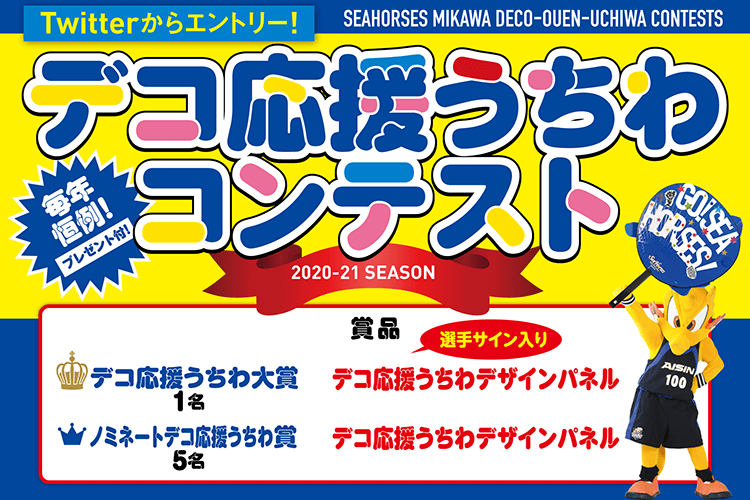 Twitterからエントリー!
SEAHORSES MIKAWA DECO-OUEN-UCHIWA CONTESTS
デコ応援うちわ
コンテスト
毎年
恒例!
プレゼント付!
2020-21 SEASON
GO!SEA
HORSES!
賞品
選手サイン入り
デコ応援うちわ大賞
1名
デコ応援うちわデザインパネル
ノミネートデコ応援うちわ賞
5名
デコ応援うちわデザインパネル
AISIN
100